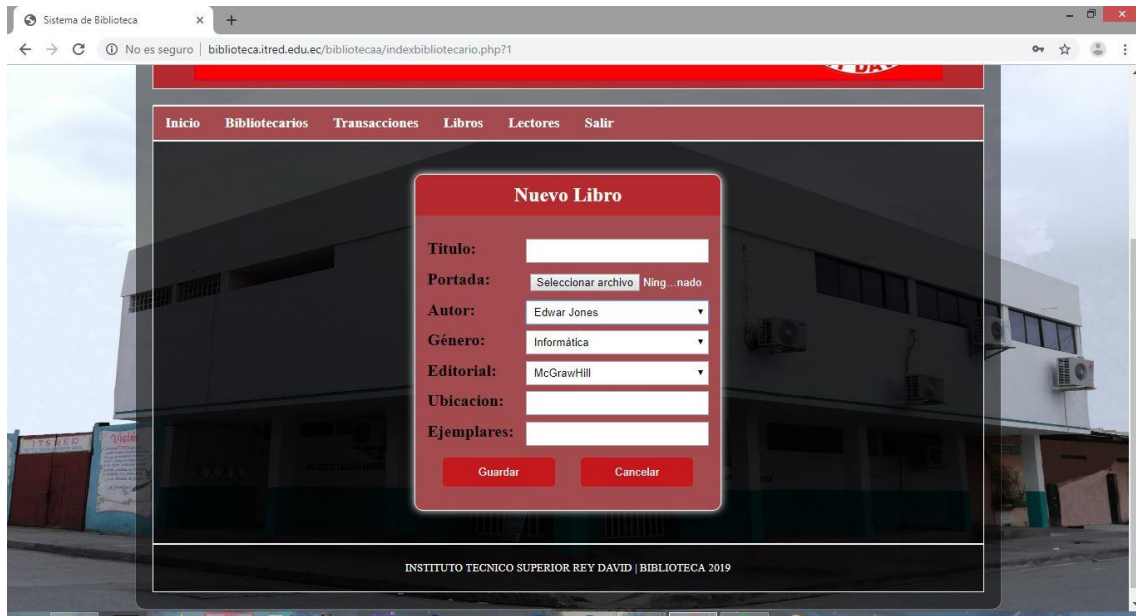 Sistema de Biblioteca
No es seguro | biblioteca.itred.edu.ec/bibliotecaa/indexbibliotecario.php?1
Inicio Bibliotecarios Transacciones Libros Lectores Salir
Nuevo Libro
Titulo:
Portada: Seleccionar archivo Ning...nado
Autor: Edwar Jones
Género: Informática
Editorial: McGrawHill
Ubicacion:
Ejemplares:
Guardar Cancelar
ITSRED
Visión
INSTITUTO TECNICO SUPERIOR REY DAVID | BIBLIOTECA 2019